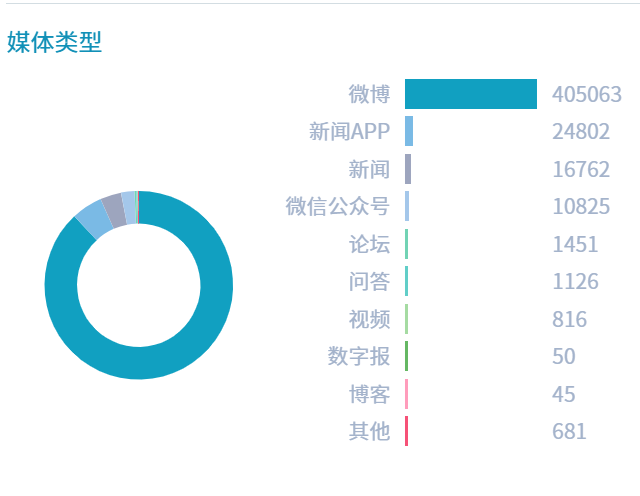 媒体类型
微博 405063
新闻APP 24802
新闻 16762
微信公众号 10825
论坛 1451
问答 1126
视频 816
数字报 50
博客 45
其他 681